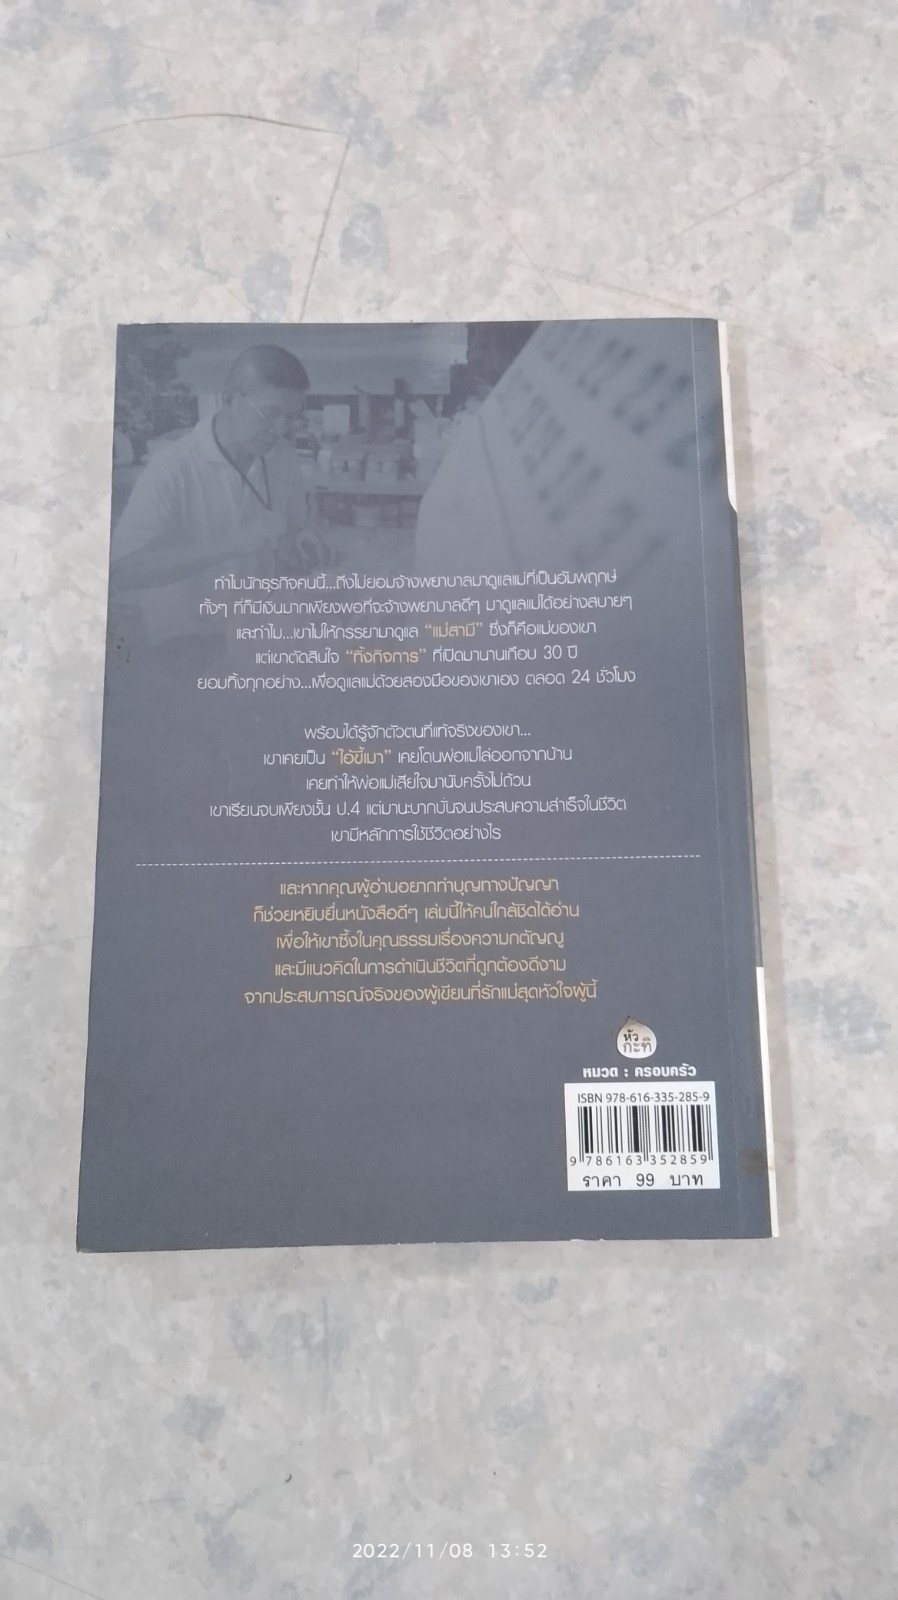 ทำไมนักธุรกิจคนนี้...ถึงไม่ยอมจ้างพยาบาลมาดูแลแม่ที่เป็นอัมพฤกษ์
ทั้งๆ ที่ก็มีเงินมากเพียงพอที่จะจ้างพยาบาลดีๆ มาดูแลแม่ได้อย่างสบายๆ
และทำไม...เขาไม่ให้ภรรยามาดูแล "แม่สามี" ซึ่งก็คือแม่ของเขา
แต่เขาตัดสินใจ "ทิ้งกิจการ" ที่เปิดมานานเกือบ 30 ปี
ยอมทิ้งทุกอย่าง...เพื่อดูแลแม่ด้วยสองมือของเขาเอง ตลอด 24 ชั่วโมง
พร้อมได้รู้จักตัวตนที่แท้จริงของเขา...
เขาเคยเป็น "ไอ้ขี้เมา" เคยโดนพ่อแม่ไล่ออกจากบ้าน
เคยทำให้พ่อแม่เสียใจมานับครั้งไม่ถ้วน
เขาเรียนจบเพียงชั้น ป.4 แต่มานะบากบั่นจนประสบความสำเร็จในชีวิต
เขามีหลักการใช้ชีวิตอย่างไร
และหากคุณผู้อ่านอยากทำบุญทางปัญญา
ก็ช่วยหยิบยื่นหนังสือดีๆ เล่มนี้ให้คนใกล้ชิดได้อ่าน
เพื่อให้เขาซึ้งในคุณธรรมเรื่องความกตัญญู
และมีแนวคิดในการดำเนินชีวิตที่ถูกต้องดีงาม
จากประสบการณ์จริงของผู้เขียนที่รักแม่สุดหัวใจผู้นี้
หัว
กะทิ
หมวด : ครอบครัว
ISBN 978-616-335-285-9
9 786163 352859
ราคา 99 บาท
2022/11/08 13:52